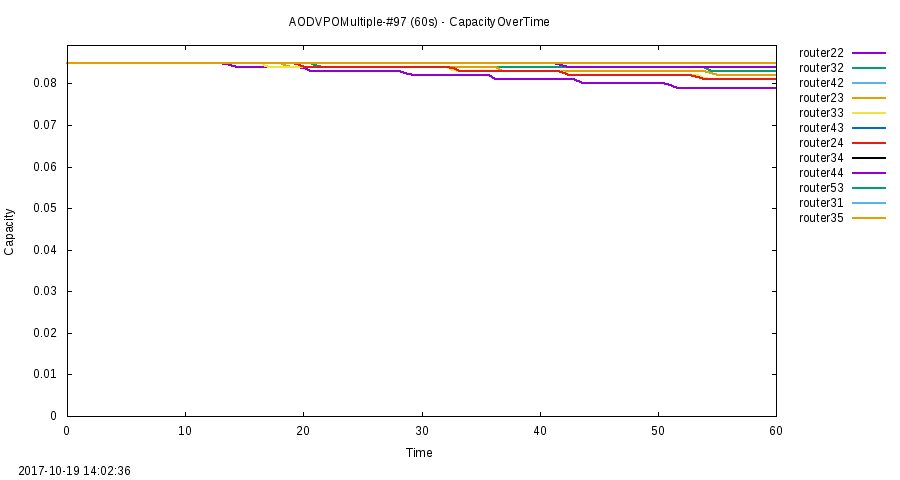 AODVPOMultiple-#97 (60s) - CapacityOverTime
router22
router32
router42
router23
router33
router43
router24
router34
router44
router53
router31
router35
0.08
0.07
0.06
0.05
0.04
0.03
0.02
0.01
0
Capacity
0 10 20 30 40 50 60
Time
2017-10-19 14:02:36